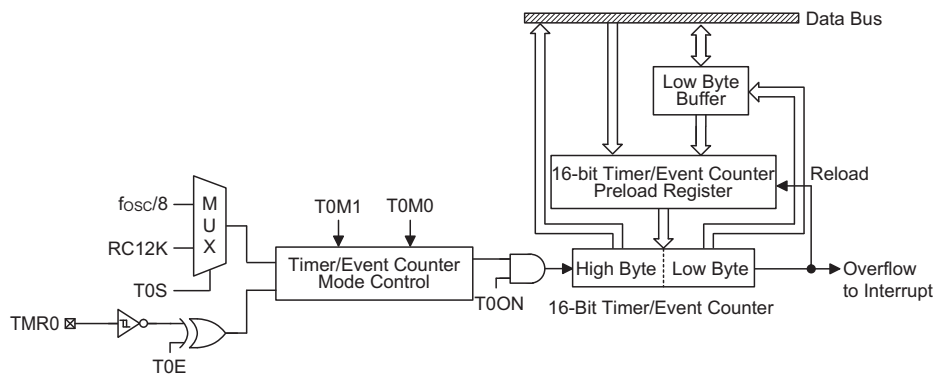 Data Bus
Low Byte
Buffer
16-bit Timer/Event Counter
Preload Register
Reload
fOSC/8
M
U
X
T0M1
T0M0
RC12K
Timer/Event Counter
Mode Control
High Byte
Low Byte
Overflow
to Interrupt
T0S
T0ON
16-Bit Timer/Event Counter
TMR0
T0E